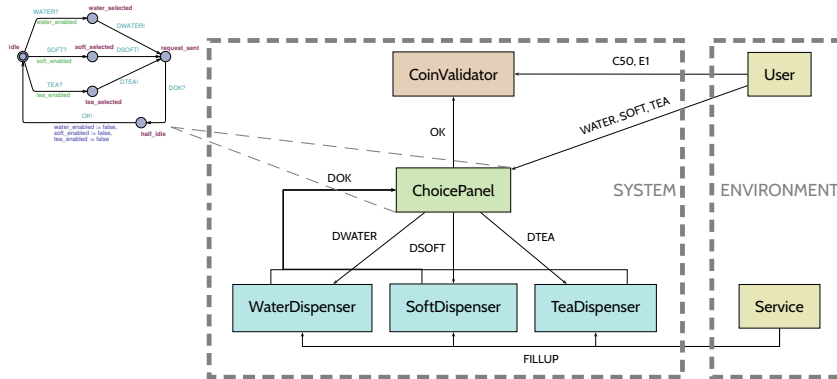 WATER?
water_enabled
water_selected
DWATER!
idle
SOFT?
soft_enabled
soft_selected
DSOFT!
request_sent
TEA?
tea_enabled
tea_selected
DTEA!
DOK?
OK!
water_enabled := false,
soft_enabled := false,
tea_enabled := false
half_idle
CoinValidator
C50, E1
User
OK
WATER, SOFT, TEA
DOK
ChoicePanel
SYSTEM
ENVIRONMENT
DWATER
DSOFT
DTEA
WaterDispenser
SoftDispenser
TeaDispenser
Service
FILLUP